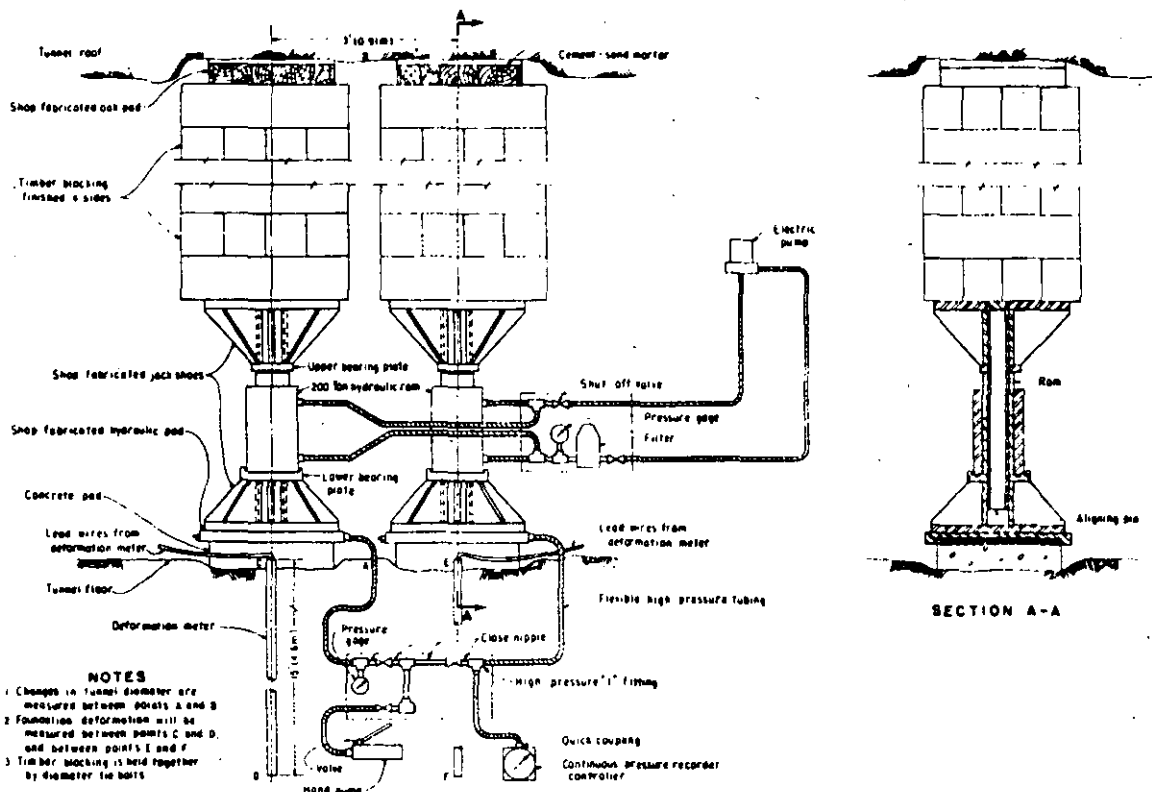 A
3'(0.91m)
Tunnel roof
B
Cement-sand mortar
Shop fabricated oak pad
Timber blocking
finished 4 sides
Electric
pump
Upper bearing plate
Shop fabricated jack shoes
200 Ton hydraulic ram
Shut off valve
Ram
Pressure gage
Shop fabricated hydraulic pad
Filter
Lower bearing
plate
Concrete pad
Aligning pin
Lead wires from
deformation meter
Lead wires from
deformation meter
A
E
Tunnel floor
Flexible high pressure tubing
A
SECTION A-A
Deformation meter
15'(4.6m)
Pressure
gage
Close nipple
High pressure "T" fitting
NOTES
1 Changes in tunnel diameter are
measured between points A and B
2 Foundation deformation will be
measured between points C and D,
and between points E and F
3 Timber blocking is held together
by diameter tie bolts
Quick coupling
Valve
D
F
Continuous pressure recorder
controller
Hand pump